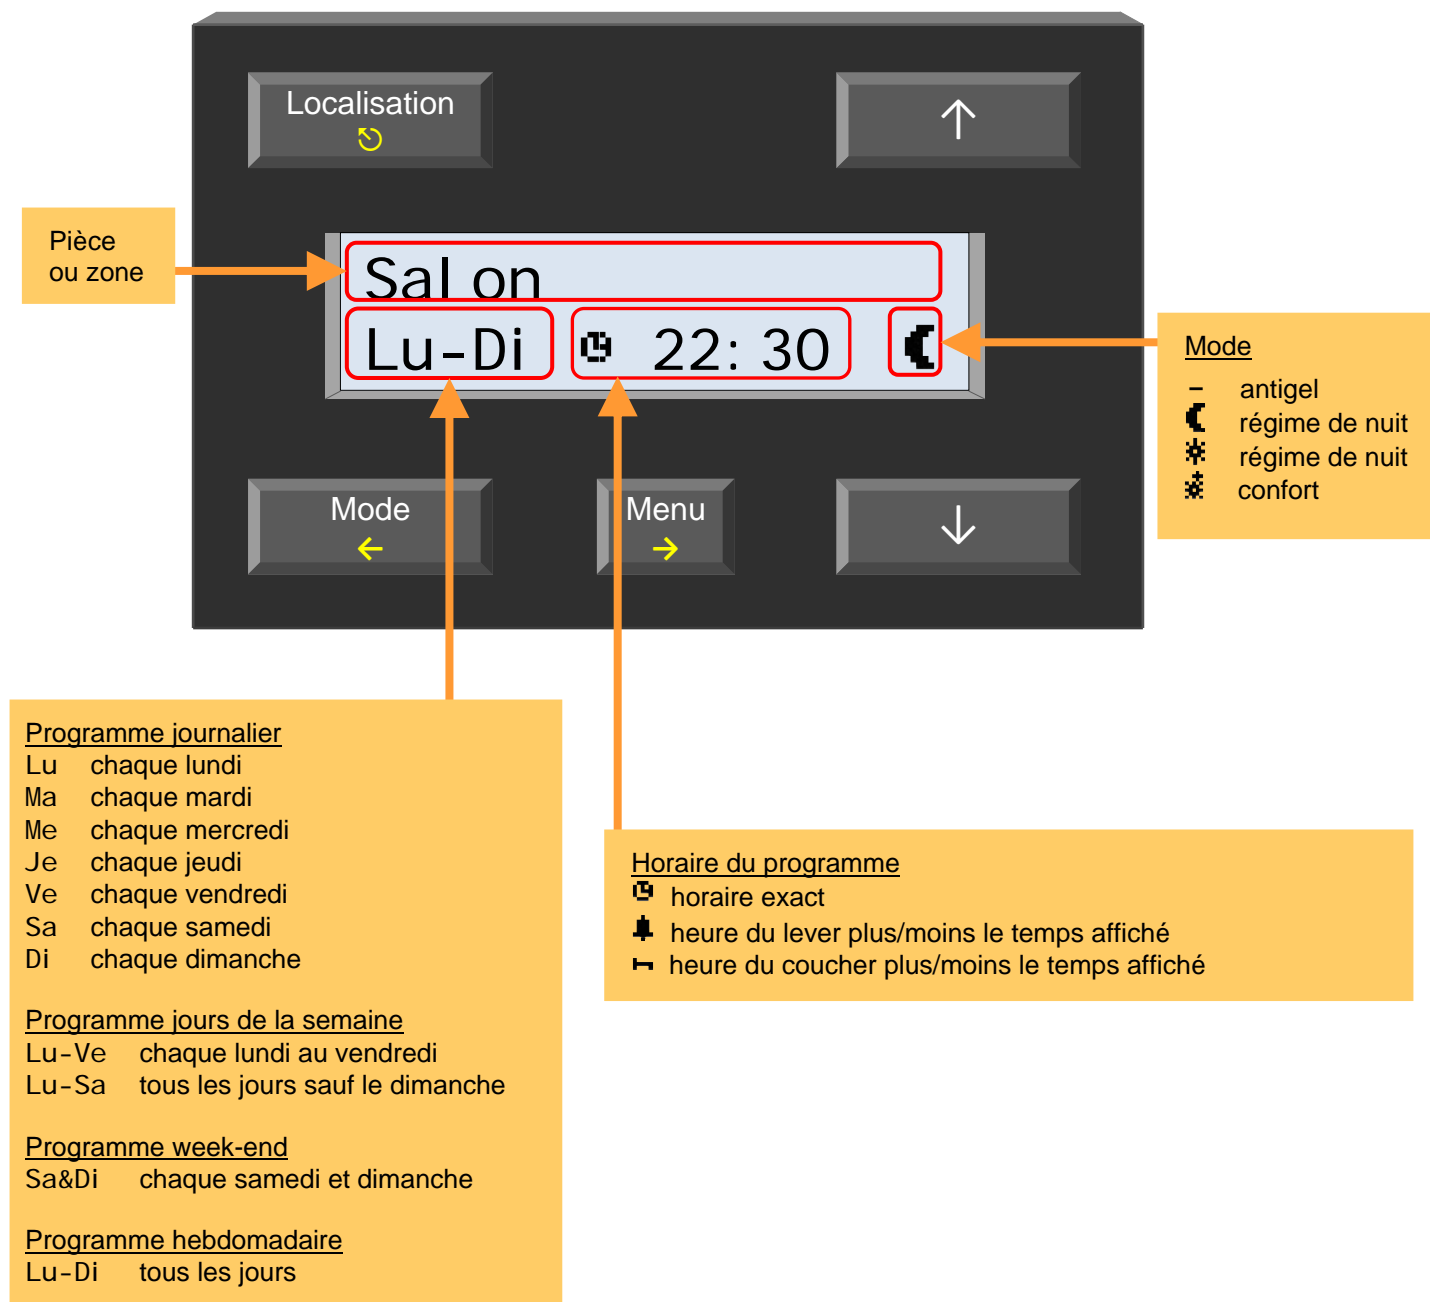 Localisation
Pièce
ou zone
Salon
Lu-Di 22:30
Mode
– antigel
régime de nuit
régime de nuit
confort
Mode
Menu
Programme journalier
Lu chaque lundi
Ma chaque mardi
Me chaque mercredi
Je chaque jeudi
Ve chaque vendredi
Sa chaque samedi
Di chaque dimanche
Programme jours de la semaine
Lu-Ve chaque lundi au vendredi
Lu-Sa tous les jours sauf le dimanche
Programme week-end
Sa&Di chaque samedi et dimanche
Programme hebdomadaire
Lu-Di tous les jours
Horaire du programme
horaire exact
heure du lever plus/moins le temps affiché
heure du coucher plus/moins le temps affiché